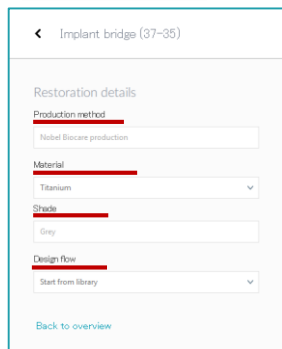 Implant bridge (37-35)
Restoration details
Production method
Nobel Biocare production
Material
Titanium
Shade
Grey
Design flow
Start from library
Back to overview